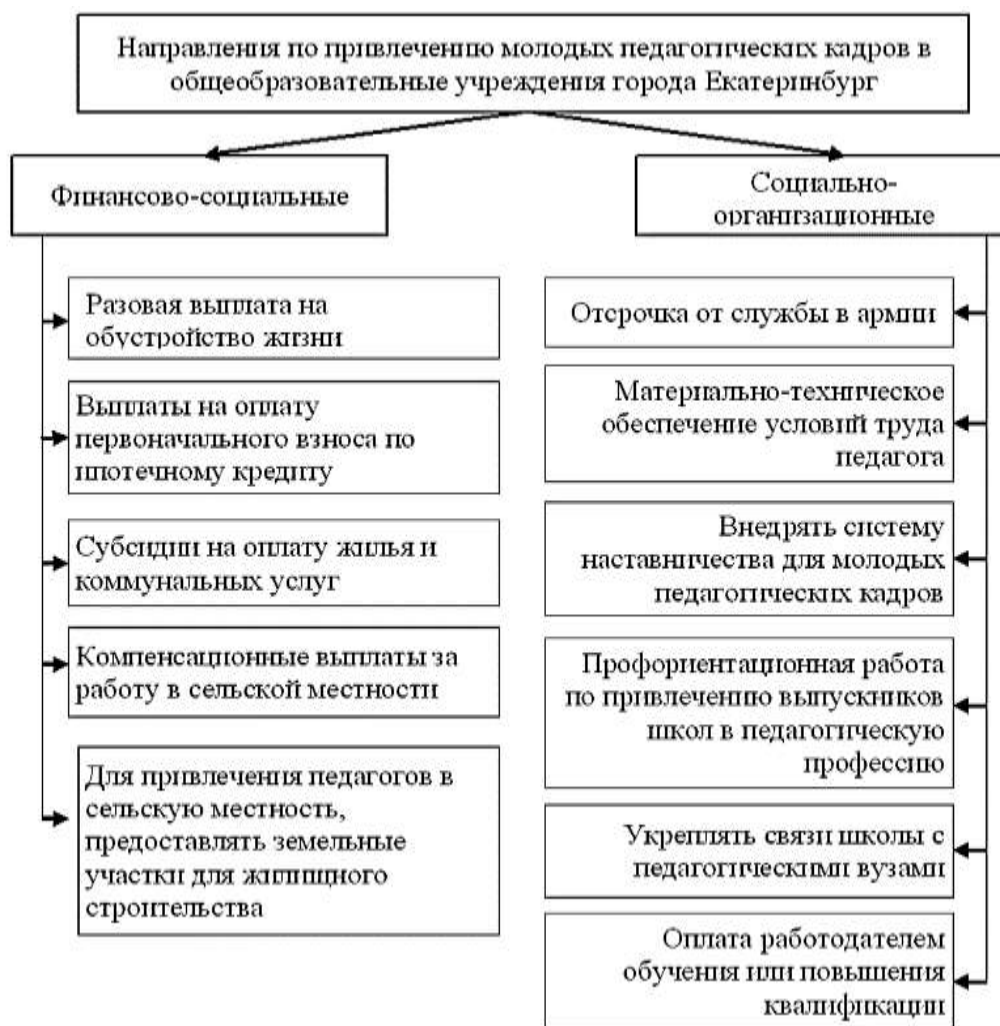 Направления по привлечению молодых педагогических кадров в
общеобразовательные учреждения города Екатеринбург
Финансово-социальные
Социально-
организационные
Разовая выплата на
обустройство жизни
Выплаты на оплату
первоначального взноса по
ипотечному кредиту
Субсидии на оплату жилья и
коммунальных услуг
Компенсационные выплаты за
работу в сельской местности
Для привлечения педагогов в
сельскую местность,
предоставлять земельные
участки для жилищного
строительства
Отсрочка от службы в армии
Материально-техническое
обеспечение условий труда
педагога
Внедрять систему
наставничества для молодых
педагогических кадров
Профориентационная работа
по привлечению выпускников
школ в педагогическую
профессию
Укреплять связи школы с
педагогическими вузами
Оплата работодателем
обучения или повышения
квалификации